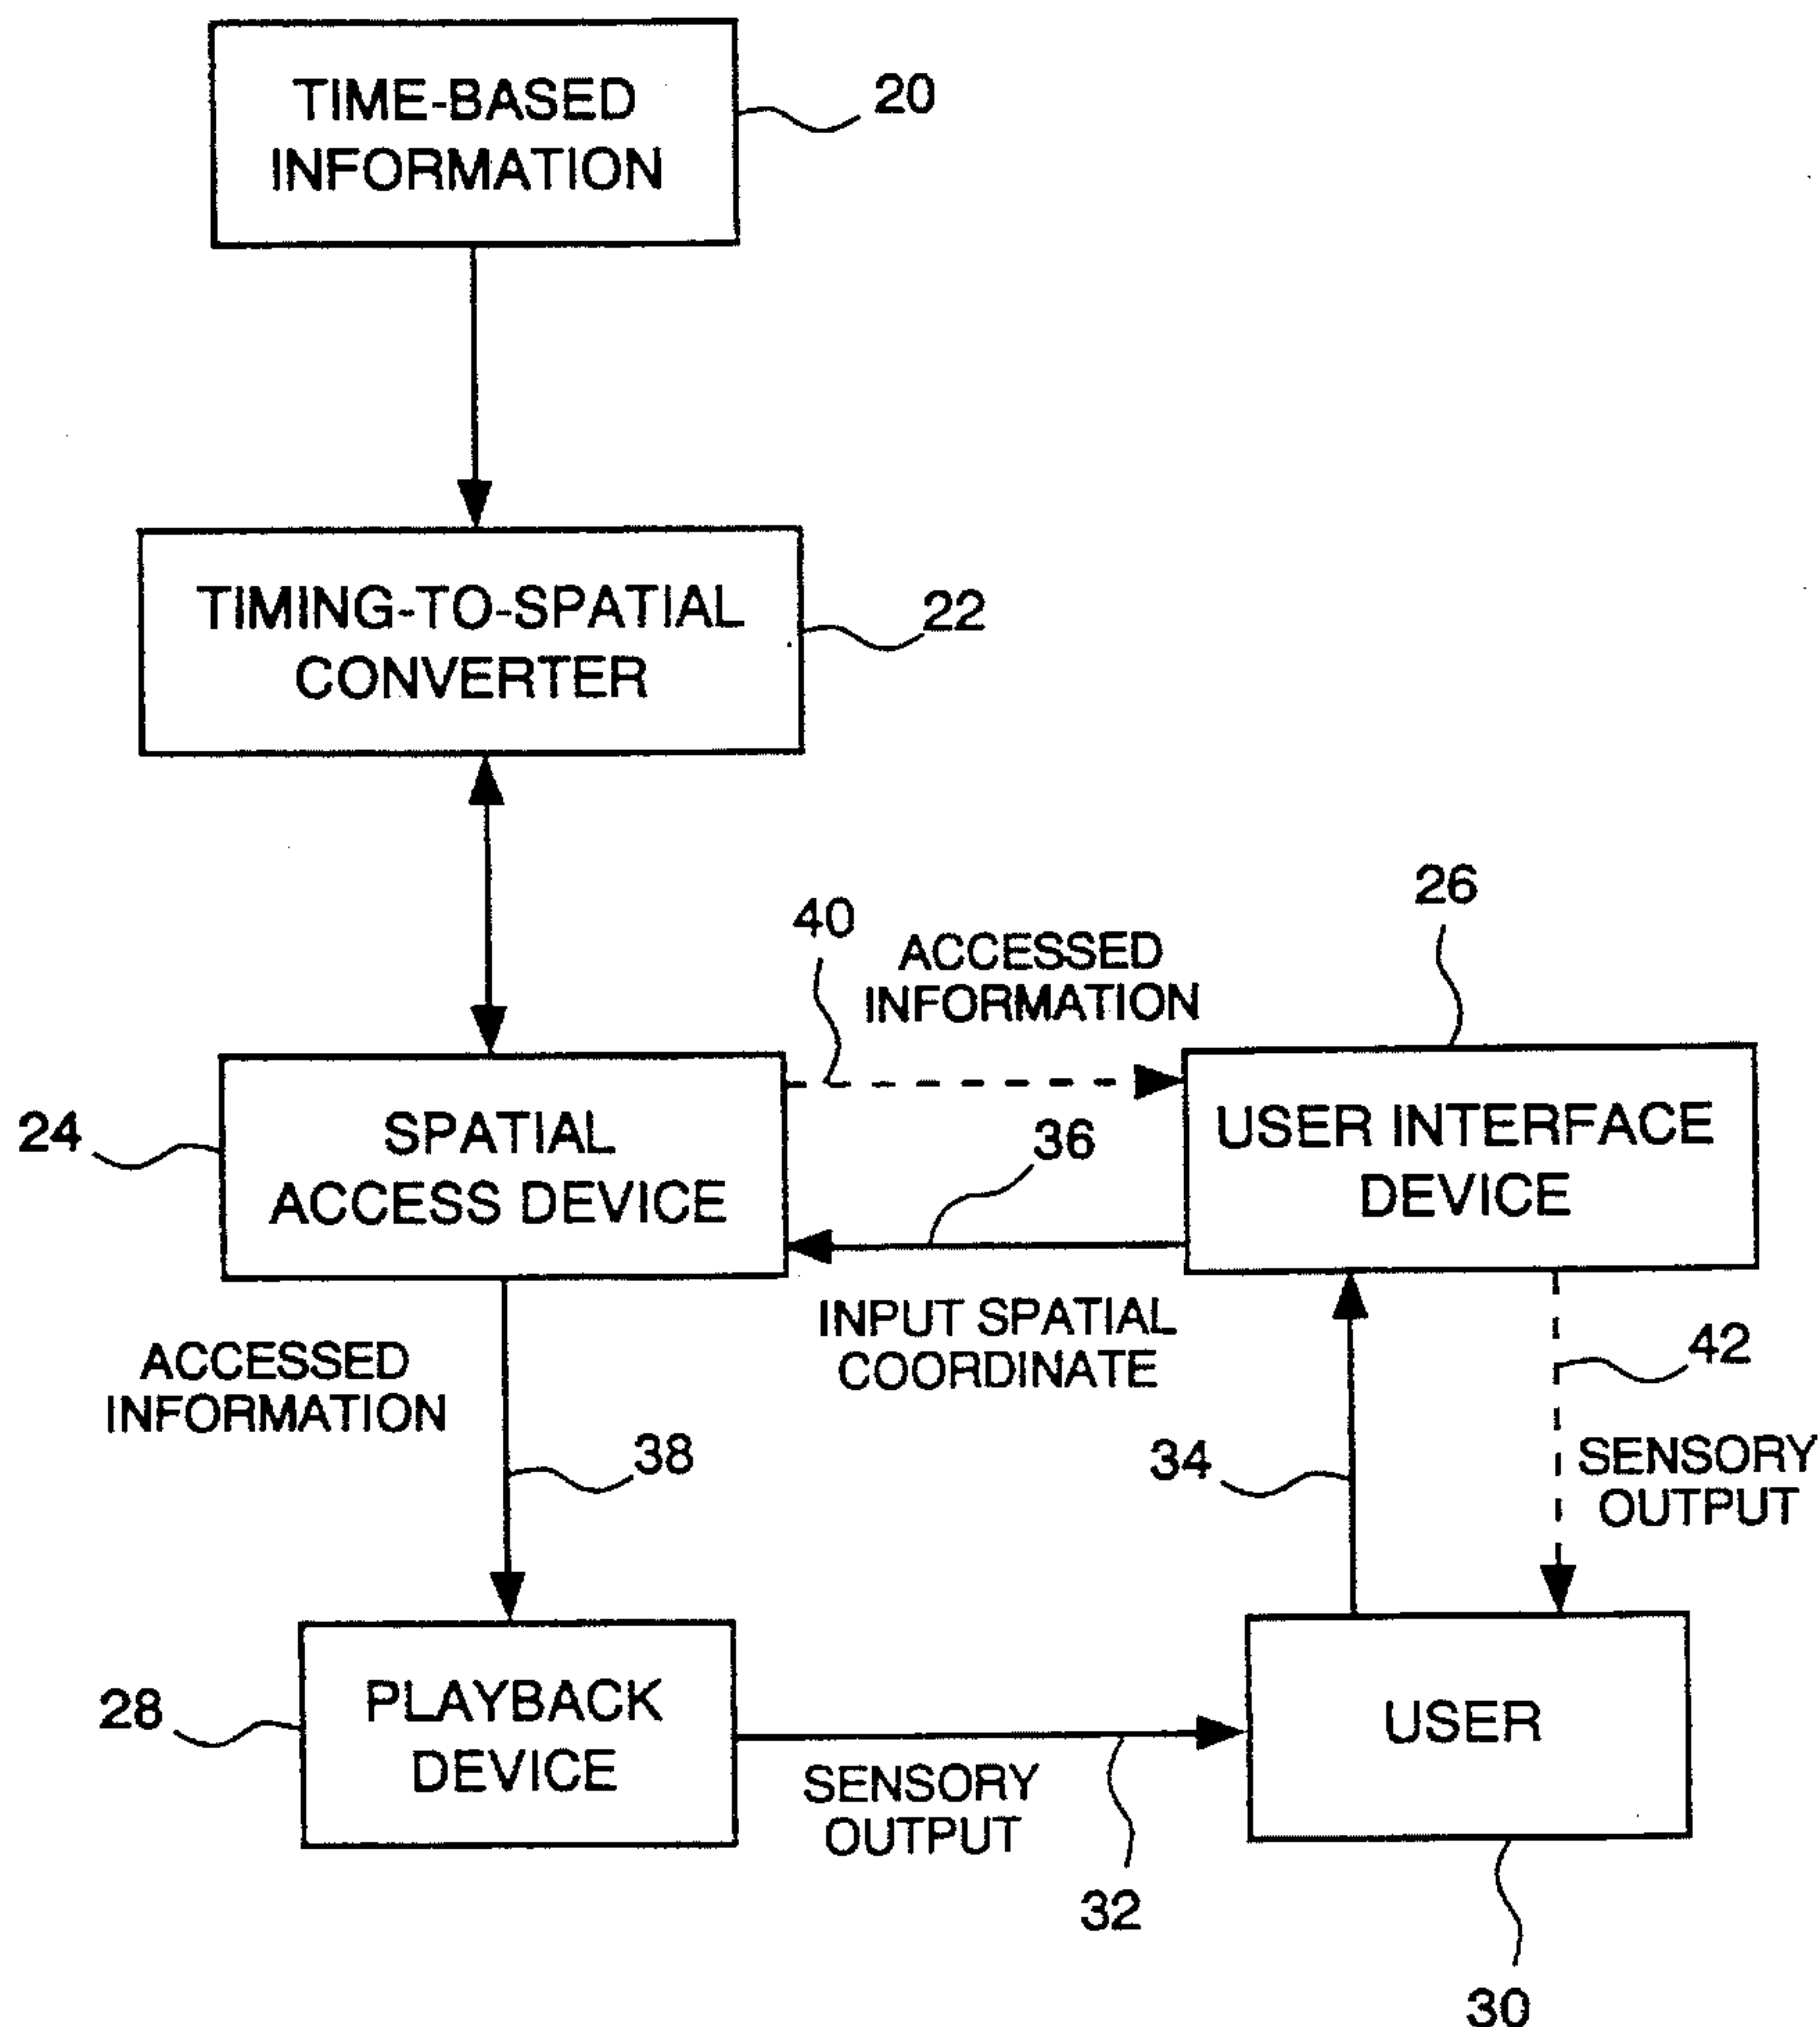 TIME-BASED
INFORMATION
20
TIMING-TO-SPATIAL
CONVERTER
22
26
40
ACCESSED
INFORMATION
24
SPATIAL
ACCESS DEVICE
36
USER INTERFACE
DEVICE
INPUT SPATIAL
COORDINATE
ACCESSED
INFORMATION
38
34
42
SENSORY
OUTPUT
28
PLAYBACK
DEVICE
SENSORY
OUTPUT
32
USER
30